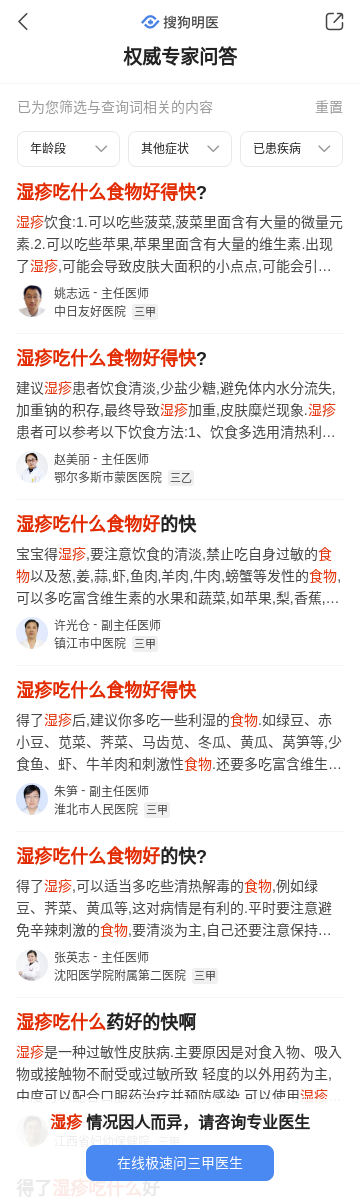 搜狗明医
权威专家问答
已为您筛选与查询词相关的内容 重置
年龄段 其他症状 已患疾病
湿疹吃什么食物好得快?
湿疹饮食:1.可以吃些菠菜,菠菜里面含有大量的微量元
素.2.可以吃些苹果,苹果里面含有大量的维生素.出现
了湿疹,可能会导致皮肤大面积的小点点,可能会引...
姚志远 - 主任医师
中日友好医院 三甲
湿疹吃什么食物好得快?
建议湿疹患者饮食清淡,少盐少糖,避免体内水分流失,
加重钠的积存,最终导致湿疹加重,皮肤糜烂现象.湿疹
患者可以参考以下饮食方法:1、饮食多选用清热利...
赵美丽 - 主任医师
鄂尔多斯市蒙医医院 三乙
湿疹吃什么食物好的快
宝宝得湿疹,要注意饮食的清淡,禁止吃自身过敏的食
物以及葱,姜,蒜,虾,鱼肉,羊肉,牛肉,螃蟹等发性的食物,
可以多吃富含维生素的水果和蔬菜,如苹果,梨,香蕉,...
许光仓 - 副主任医师
镇江市中医院 三甲
湿疹吃什么食物好得快
得了湿疹后,建议你多吃一些利湿的食物.如绿豆、赤
小豆、苋菜、荠菜、马齿苋、冬瓜、黄瓜、莴笋等,少
食鱼、虾、牛羊肉和刺激性食物.还要多吃富含维生...
朱笋 - 副主任医师
淮北市人民医院 三甲
湿疹吃什么食物好的快?
得了湿疹,可以适当多吃些清热解毒的食物,例如绿
豆、荠菜、黄瓜等,这对病情是有利的.平时要注意避
免辛辣刺激的食物,要清淡为主,自己还要注意保持...
张英志 - 主任医师
沈阳医学院附属第二医院 三甲
湿疹吃什么药好的快啊
湿疹是一种过敏性皮肤病.主要原因是对食入物、吸入
物或接触物不耐受或过敏所致 轻度的以外用药为主,
中度可以配合口服药治疗并预防感染.可以使用湿疹...
湿疹 情况因人而异，请咨询专业医生
江西省妇幼保健院 三甲
在线极速问三甲医生
得了湿疹吃什么好